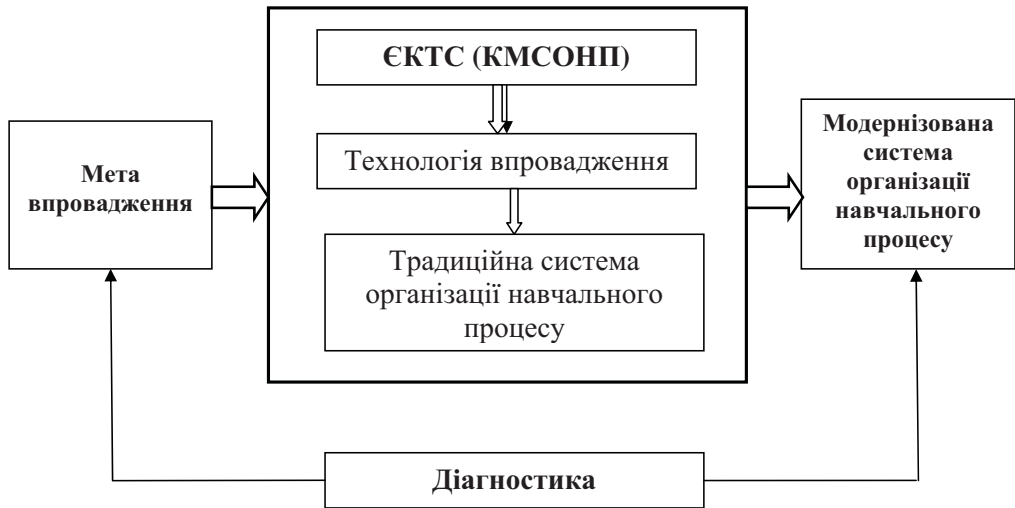 Мета
впровадження
ЄКТС (КМСОНП)
Технологія впровадження
Традиційна система
організації навчального
процесу
Модернізована
система
організації
навчального
процесу
Діагностика